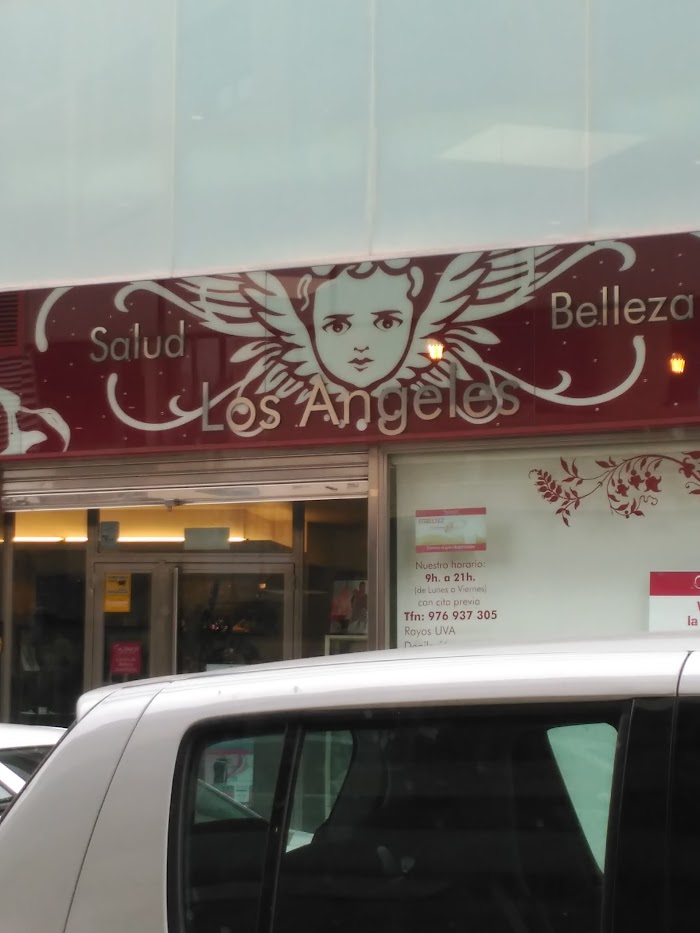 Salud
Belleza
Los Angeles
Nuestro horario:
9h. a 21h.
(de Lunes a Viernes)
con cita previa
Tfn: 976 937 305
Rayos UVA
la